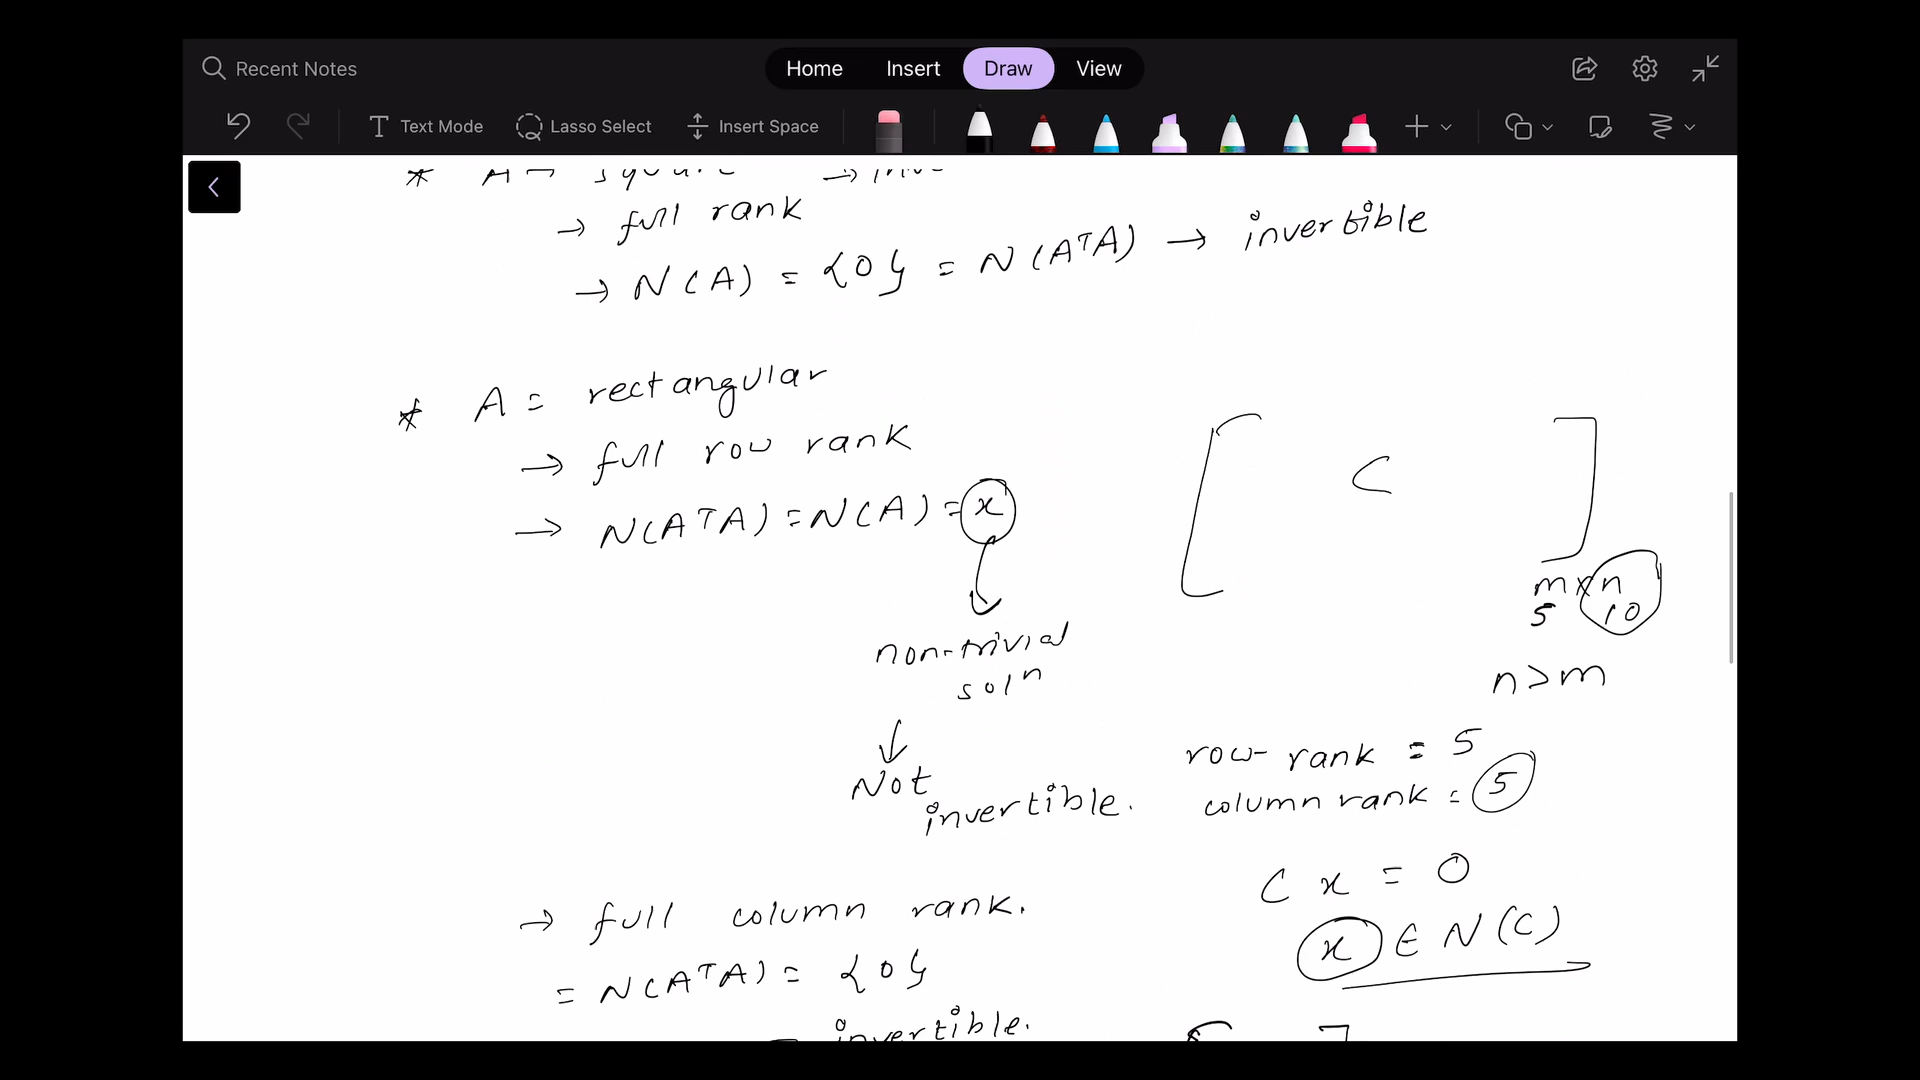 Recent Notes
Home Insert Draw View
Text Mode Lasso Select Insert Space
* A → square
→ full rank
→ N(A) = {0} = N(AᵀA) → invertible
* A = rectangular
→ full row rank
→ N(AᵀA) = N(A) = x
non-trivial
solⁿ
Not
invertible.
→ full column rank.
= N(AᵀA) = {0}
invertible.
C
m×n
5 10
n>m
row-rank = 5
column rank = 5
C x = 0
x ∈ N(C)